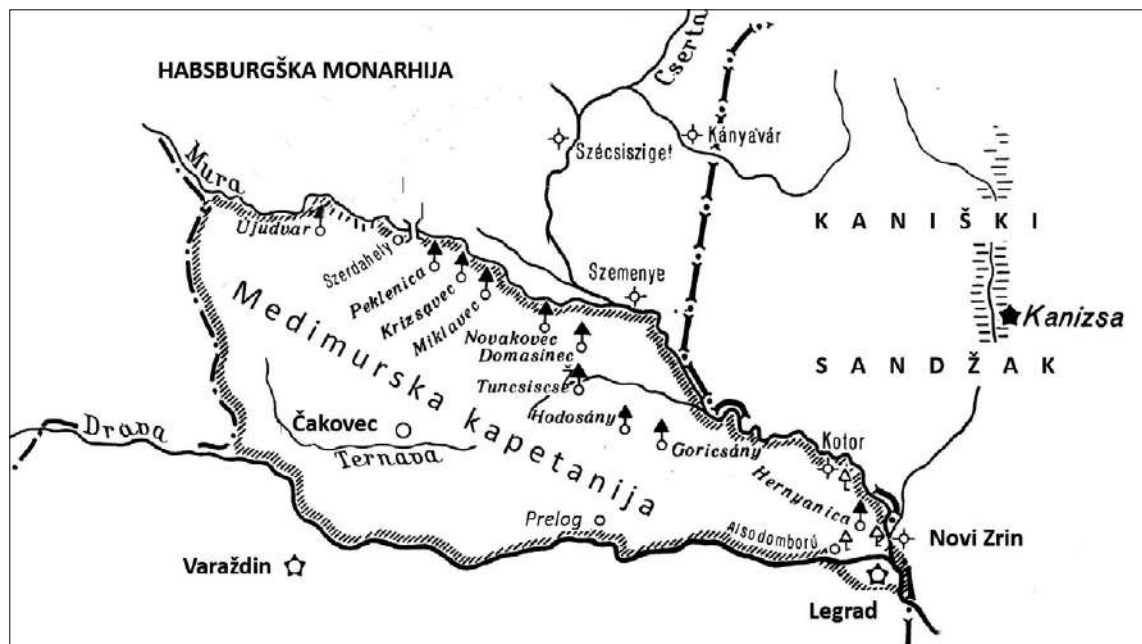 HABSBURGŠKA MONARHIJA
Cserta
Kányavár
Szécsisziget
Mura
KANIŠKI
Ujudvar
Szerdahely
Peklenica
Krizsavec
Miklavec
Szemenye
Kanizsa
Novakovec
Domasinec
SANDŽAK
Tuncsiscsé
Medimurska kapetanija
Hodosány
Čakovec
Drava
Goricsány
Kotor
Ternava
Hernyanica
Prelog
Alsodomború
Novi Zrin
Varaždin
Legrad